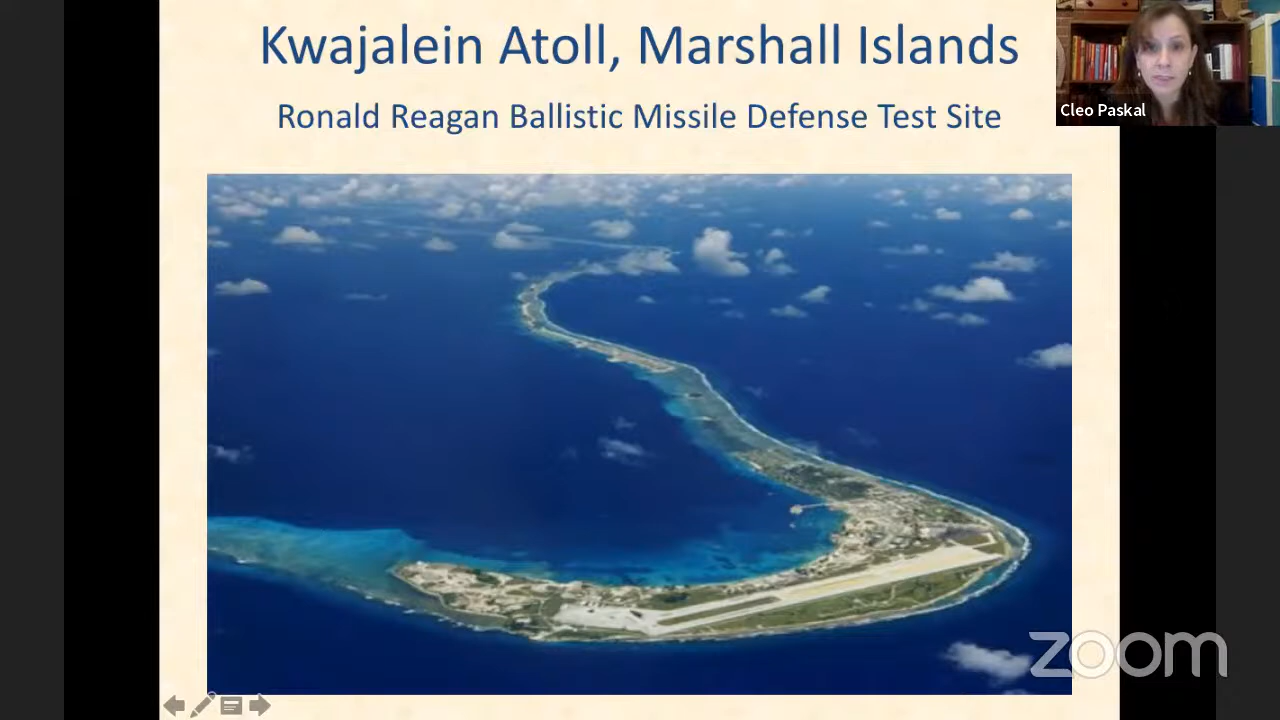 Kwajalein Atoll, Marshall Islands
Ronald Reagan Ballistic Missile Defense Test Site
Cleo Paskal
zoom